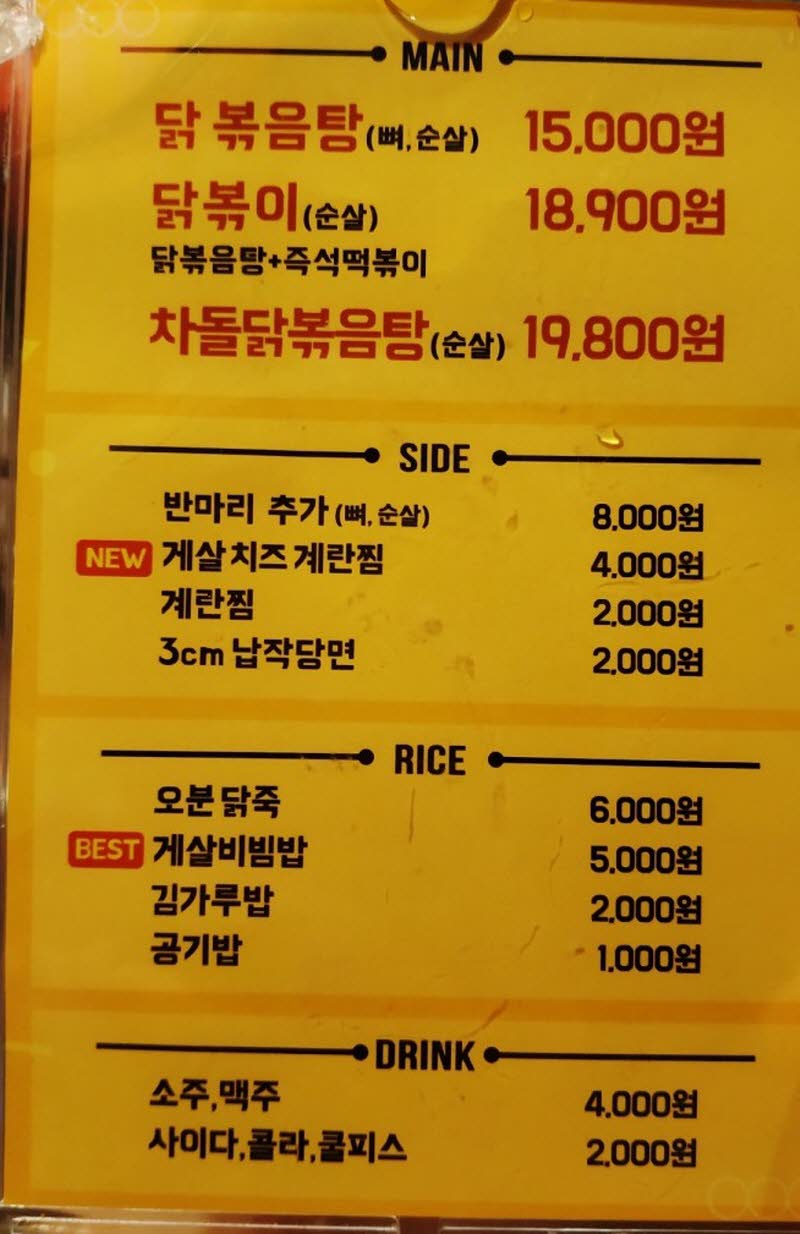 MAIN
닭 볶음탕(뼈,순살) 15,000원
닭볶이(순살) 18,900원
닭볶음탕+즉석떡볶이
차돌닭볶음탕(순살) 19,800원
SIDE
반마리 추가 (뼈, 순살) 8,000원
NEW 게살 치즈 계란찜 4,000원
계란찜 2,000원
3cm 납작당면 2,000원
RICE
오분 닭죽 6,000원
BEST 게살비빔밥 5,000원
김가루밥 2,000원
공기밥 1,000원
DRINK
소주,맥주 4,000원
사이다,콜라,쿨피스 2,000원